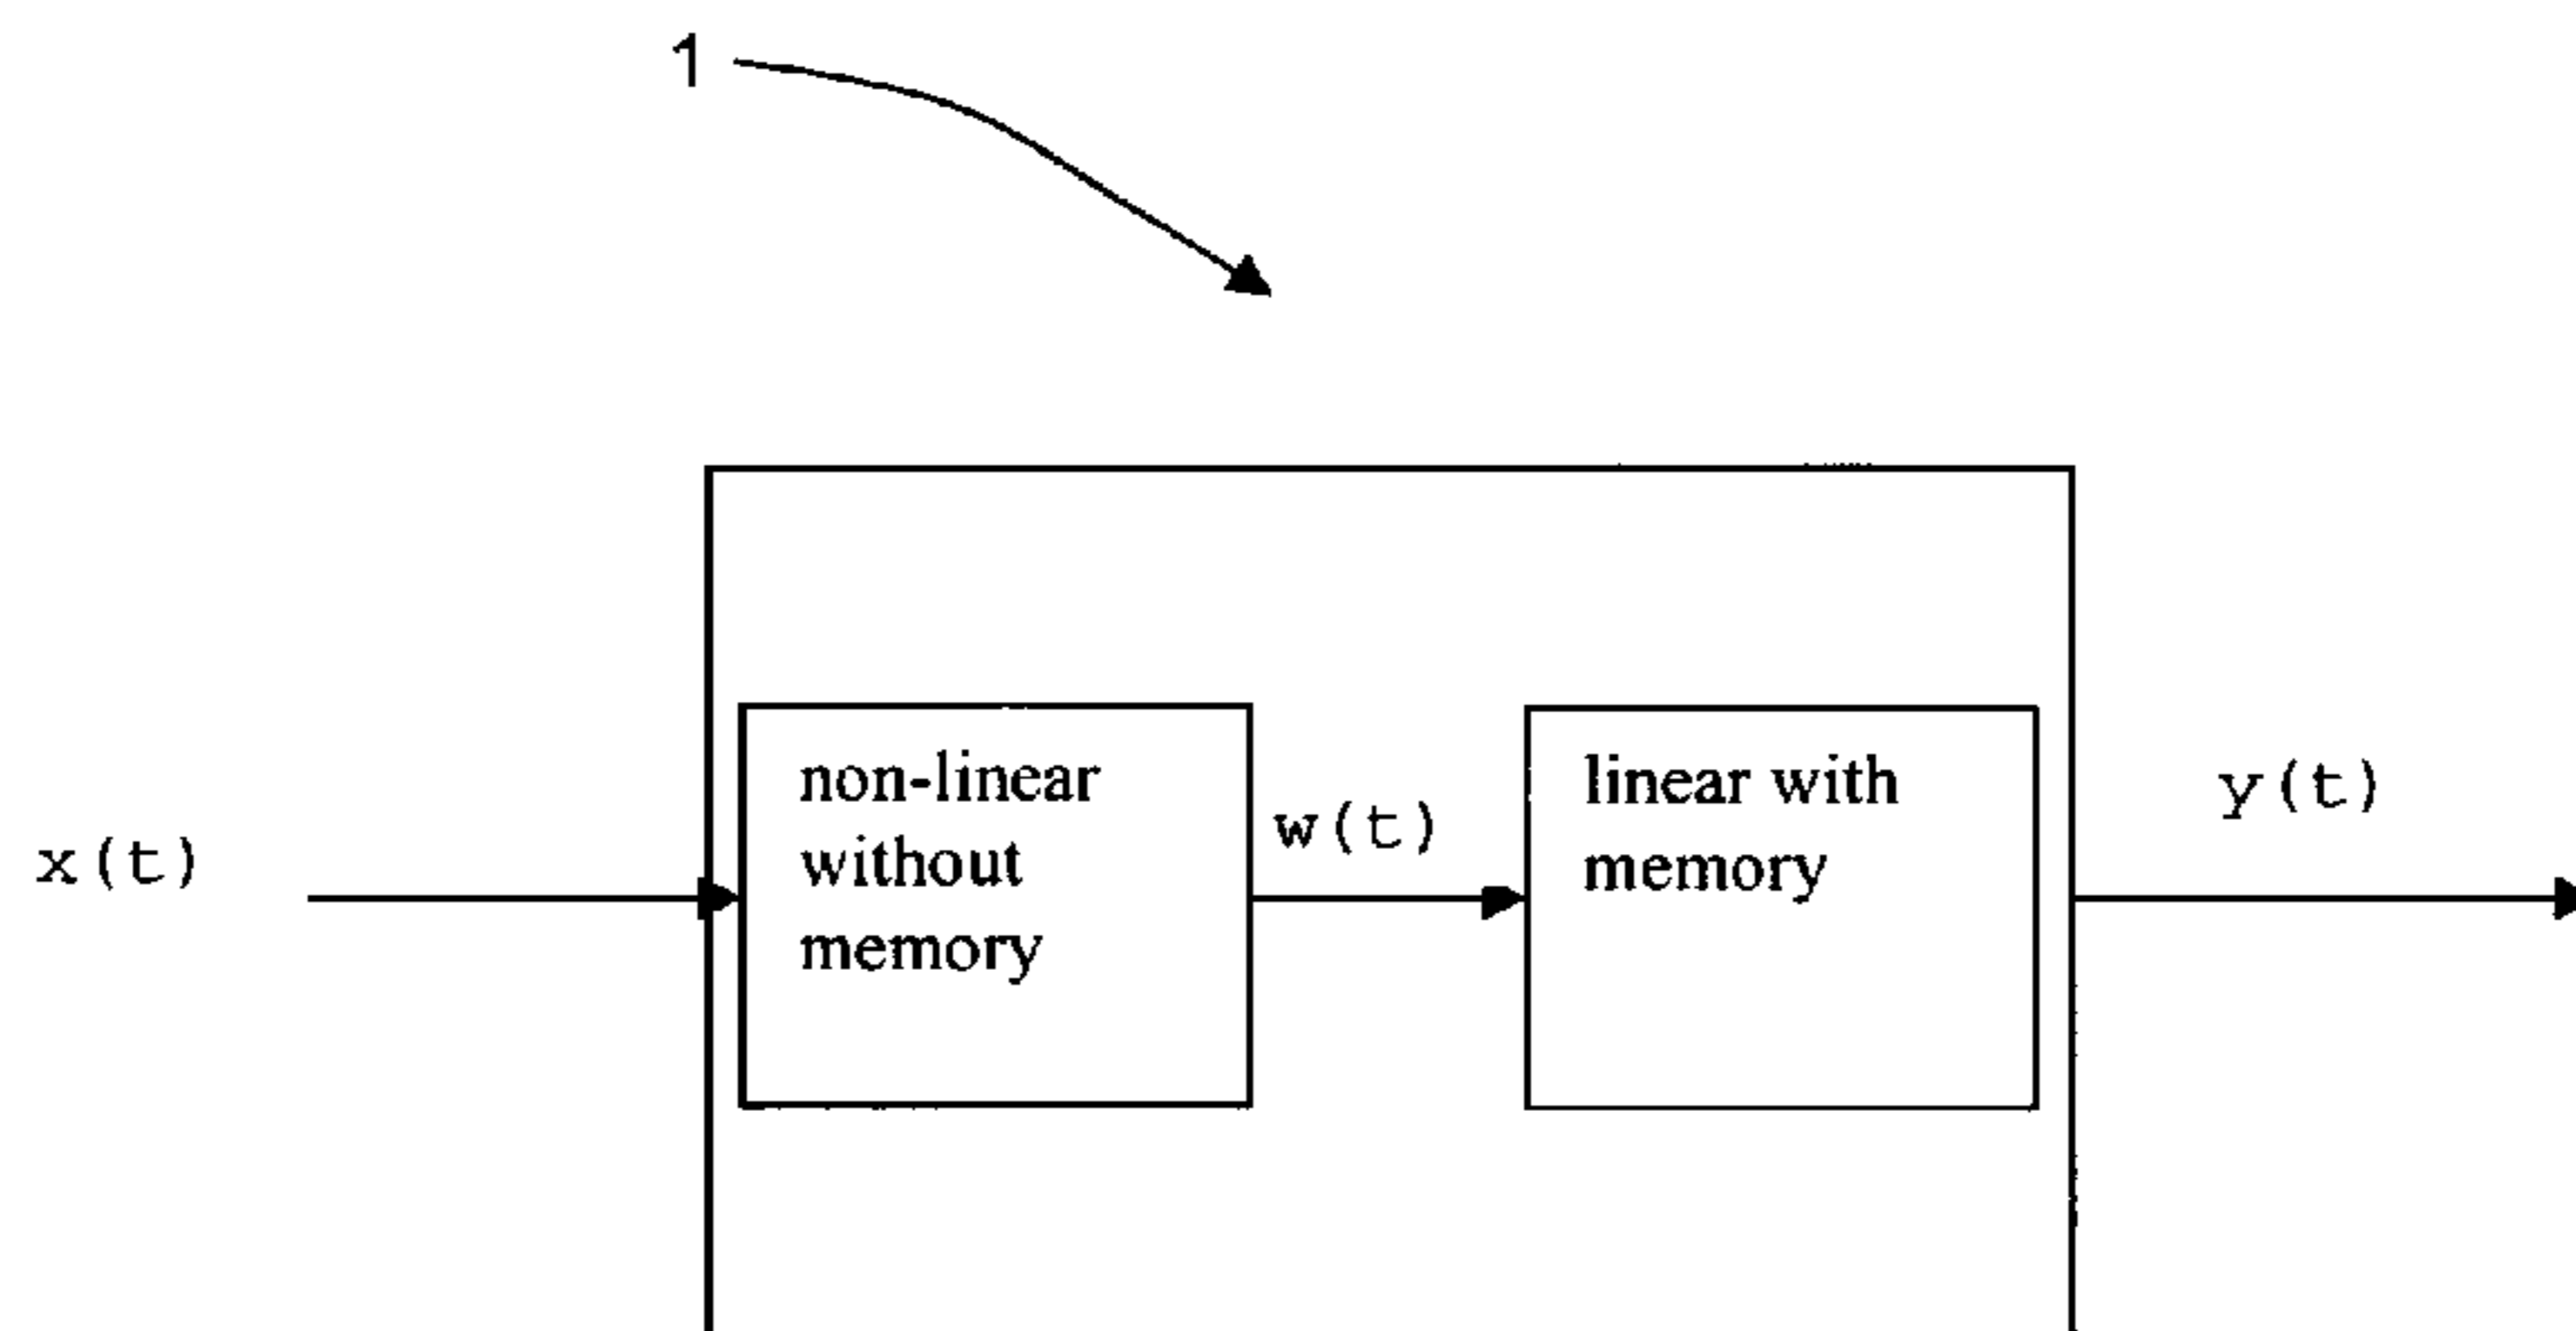 1
non-linear
without
memory
linear with
memory
x(t)
w(t)
y(t)